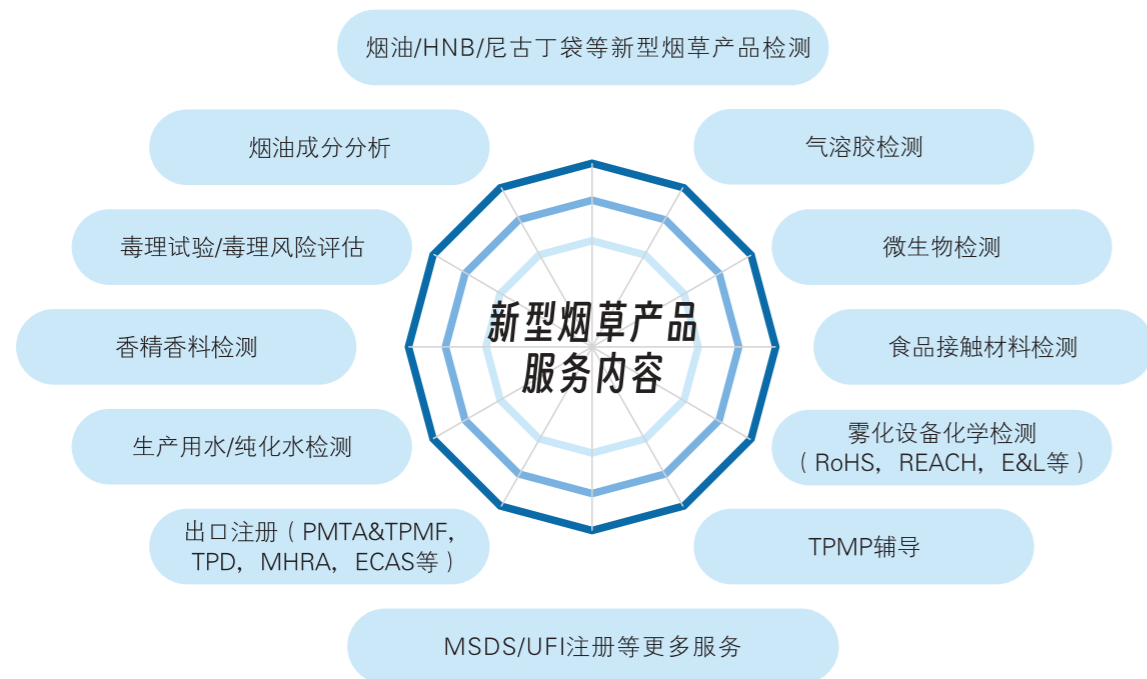 烟油/HNB/尼古丁袋等新型烟草产品检测
烟油成分分析
气溶胶检测
毒理试验/毒理风险评估
微生物检测
新型烟草产品
服务内容
香精香料检测
食品接触材料检测
生产用水/纯化水检测
雾化设备化学检测
（RoHS，REACH，E&L等）
出口注册（PMTA&TPMF，
TPD，MHRA，ECAS等）
TPMP辅导
MSDS/UFI注册等更多服务